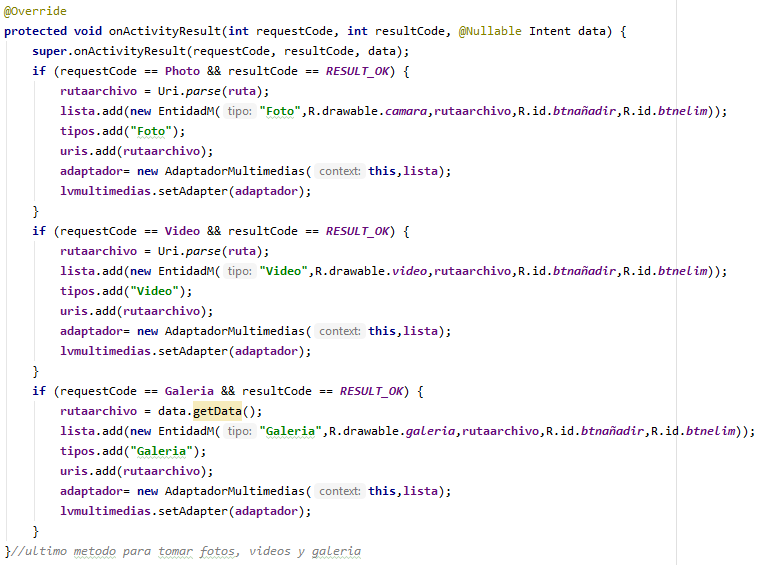 @Override
protected void onActivityResult(int requestCode, int resultCode, @Nullable Intent data) {
    super.onActivityResult(requestCode, resultCode, data);
    if (requestCode == Photo && resultCode == RESULT_OK) {
        rutaarchivo = Uri.parse(ruta);
        lista.add(new EntidadM( tipo: "Foto",R.drawable.camara,rutaarchivo,R.id.btnañadir,R.id.btnelim));
        tipos.add("Foto");
        uris.add(rutaarchivo);
        adaptador= new AdaptadorMultimedias( context: this,lista);
        lvmultimedias.setAdapter(adaptador);
    }
    if (requestCode == Video && resultCode == RESULT_OK) {
        rutaarchivo = Uri.parse(ruta);
        lista.add(new EntidadM( tipo: "Video",R.drawable.video,rutaarchivo,R.id.btnañadir,R.id.btnelim));
        tipos.add("Video");
        uris.add(rutaarchivo);
        adaptador= new AdaptadorMultimedias( context: this,lista);
        lvmultimedias.setAdapter(adaptador);
    }
    if (requestCode == Galeria && resultCode == RESULT_OK) {
        rutaarchivo = data.getData();
        lista.add(new EntidadM( tipo: "Galeria",R.drawable.galeria,rutaarchivo,R.id.btnañadir,R.id.btnelim));
        tipos.add("Galeria");
        uris.add(rutaarchivo);
        adaptador= new AdaptadorMultimedias( context: this,lista);
        lvmultimedias.setAdapter(adaptador);
    }
}//ultimo metodo para tomar fotos, videos y galeria